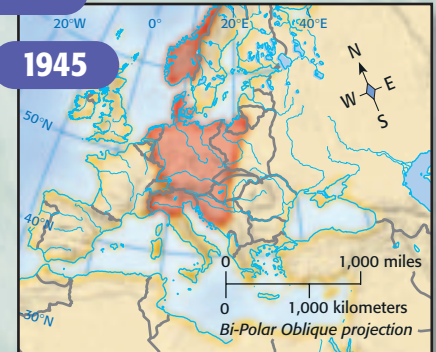 20°W 0° 20°E 40°E
1945
N
W E
S
50°N
40°N
30°N
0 1,000 miles
0 1,000 kilometers
Bi-Polar Oblique projection